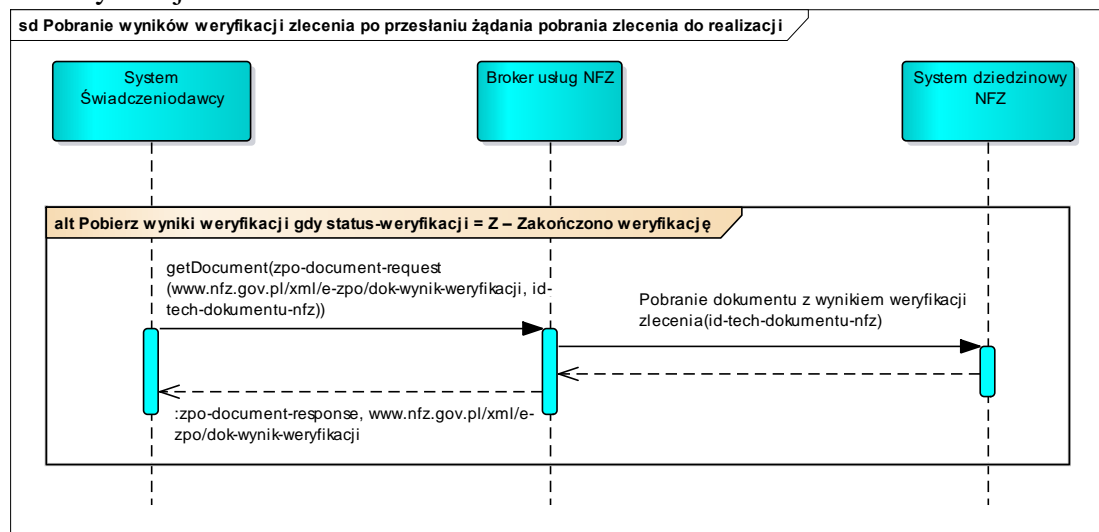 sd Pobranie wyników weryfikacji zlecenia po przesłaniu żądania pobrania zlecenia do realizacji
System
Świadczeniodawcy
Broker usług NFZ
System dziedzinowy
NFZ
alt Pobierz wyniki weryfikacji gdy status-weryfikacji = Z – Zakończono weryfikację
getDocument(zpo-document-request
(www.nfz.gov.pl/xml/e-zpo/dok-wynik-weryfikacji, id-
tech-dokumentu-nfz))
Pobranie dokumentu z wynikiem weryfikacji
zlecenia(id-tech-dokumentu-nfz)
:zpo-document-response, www.nfz.gov.pl/xml/e-
zpo/dok-wynik-weryfikacji